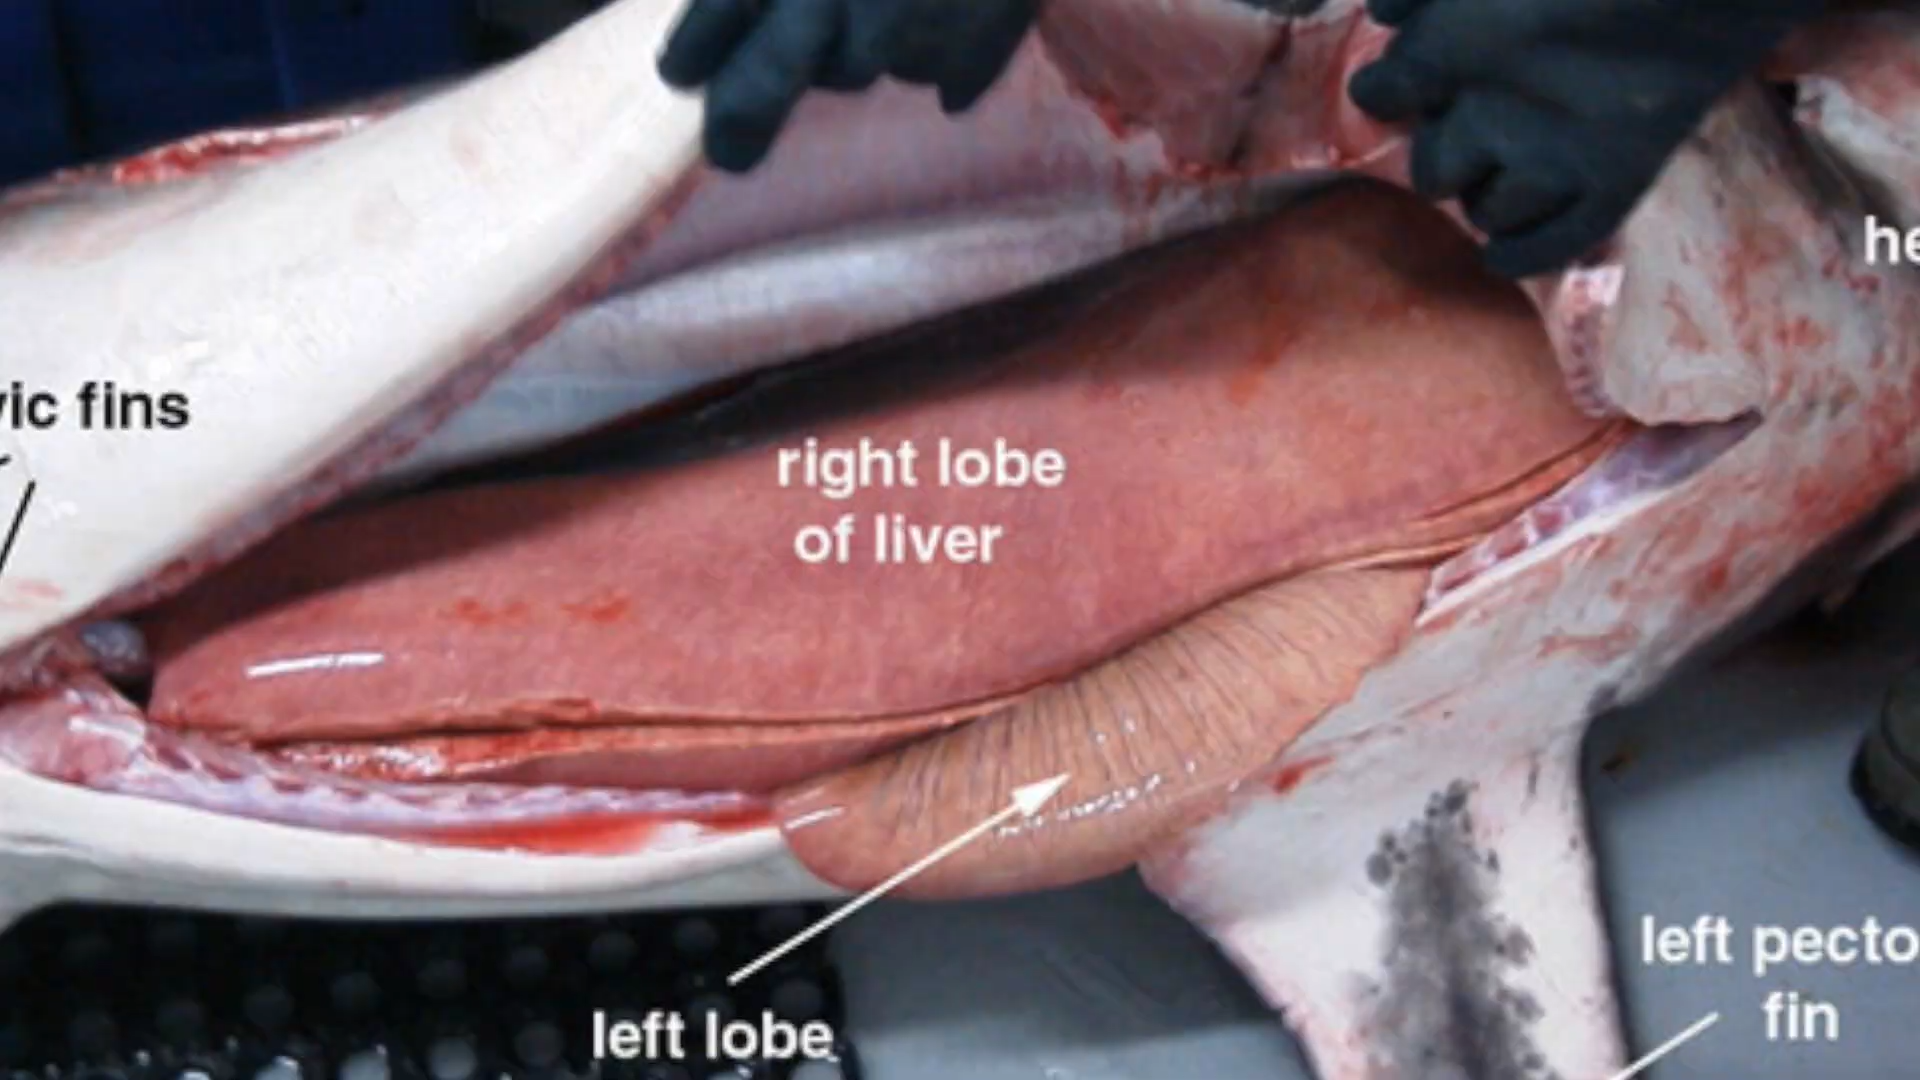 he
vic fins
right lobe
of liver
left pecto
fin
left lobe